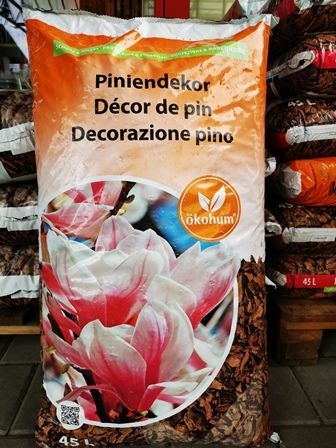 Piniendekor
Décor de pin
Decorazione pino
ökohum
45 L
45 L